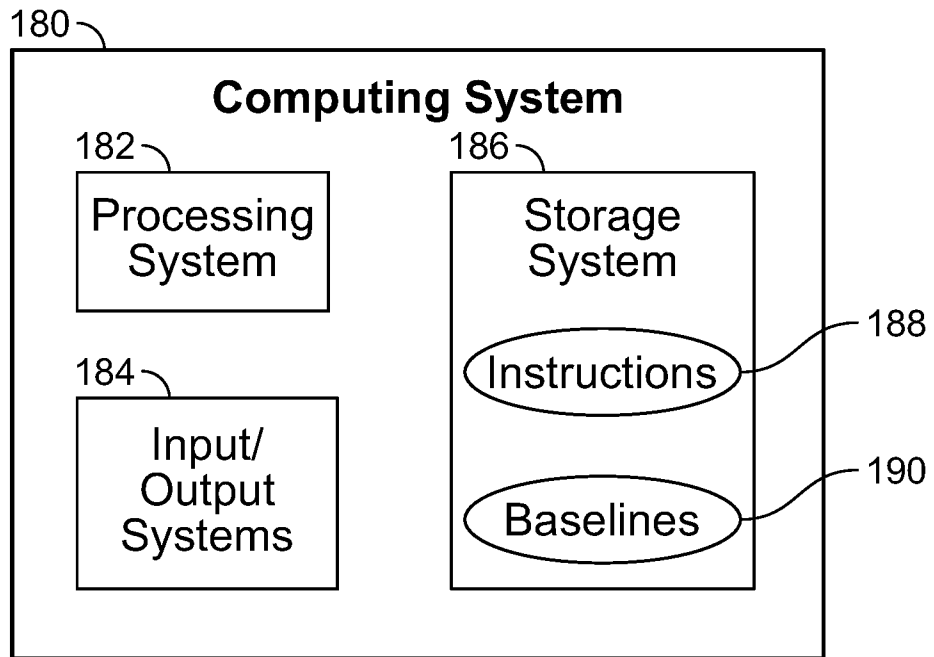 180
Computing System
182
Processing
System
184
Input/
Output
Systems
186
Storage
System
Instructions
188
Baselines
190